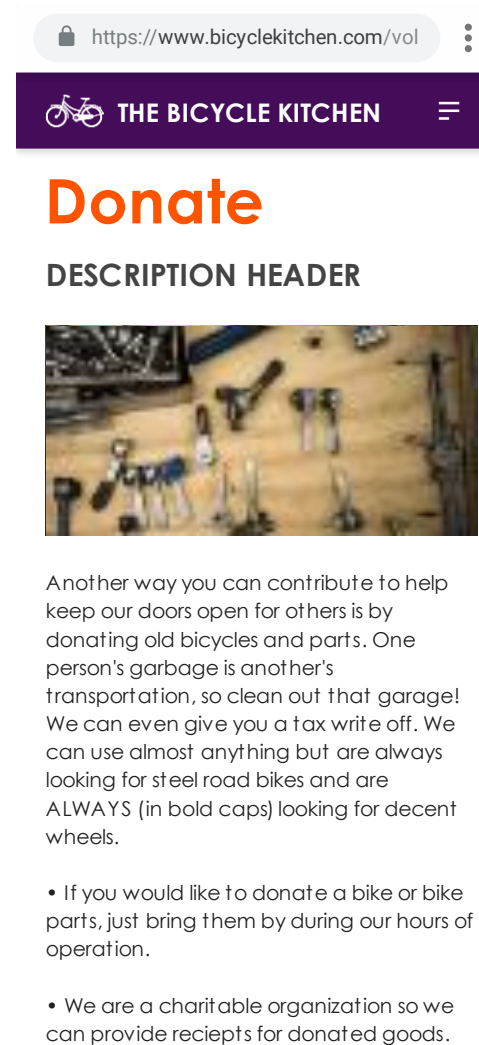 https://www.bicyclekitchen.com/vol
THE BICYCLE KITCHEN
Donate
DESCRIPTION HEADER
Another way you can contribute to help
keep our doors open for others is by
donating old bicycles and parts. One
person's garbage is another's
transportation, so clean out that garage!
We can even give you a tax write off. We
can use almost anything but are always
looking for steel road bikes and are
ALWAYS (in bold caps) looking for decent
wheels.
• If you would like to donate a bike or bike
parts, just bring them by during our hours of
operation.
• We are a charitable organization so we
can provide reciepts for donated goods.